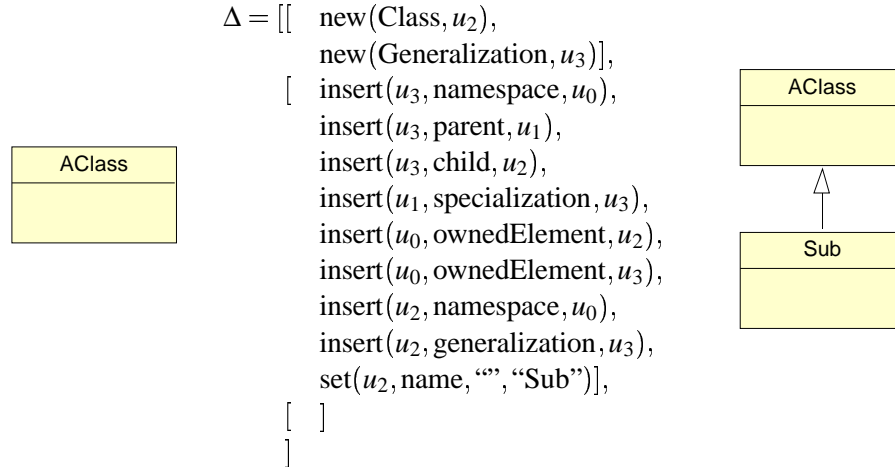 AClass
Δ = [[ new(Class, u₂),
new(Generalization, u₃)],
[ insert(u₃, namespace, u₀),
insert(u₃, parent, u₁),
insert(u₃, child, u₂),
insert(u₁, specialization, u₃),
insert(u₀, ownedElement, u₂),
insert(u₀, ownedElement, u₃),
insert(u₂, namespace, u₀),
insert(u₂, generalization, u₃),
set(u₂, name, “”, “Sub”)],
[ ]
]
AClass
Sub